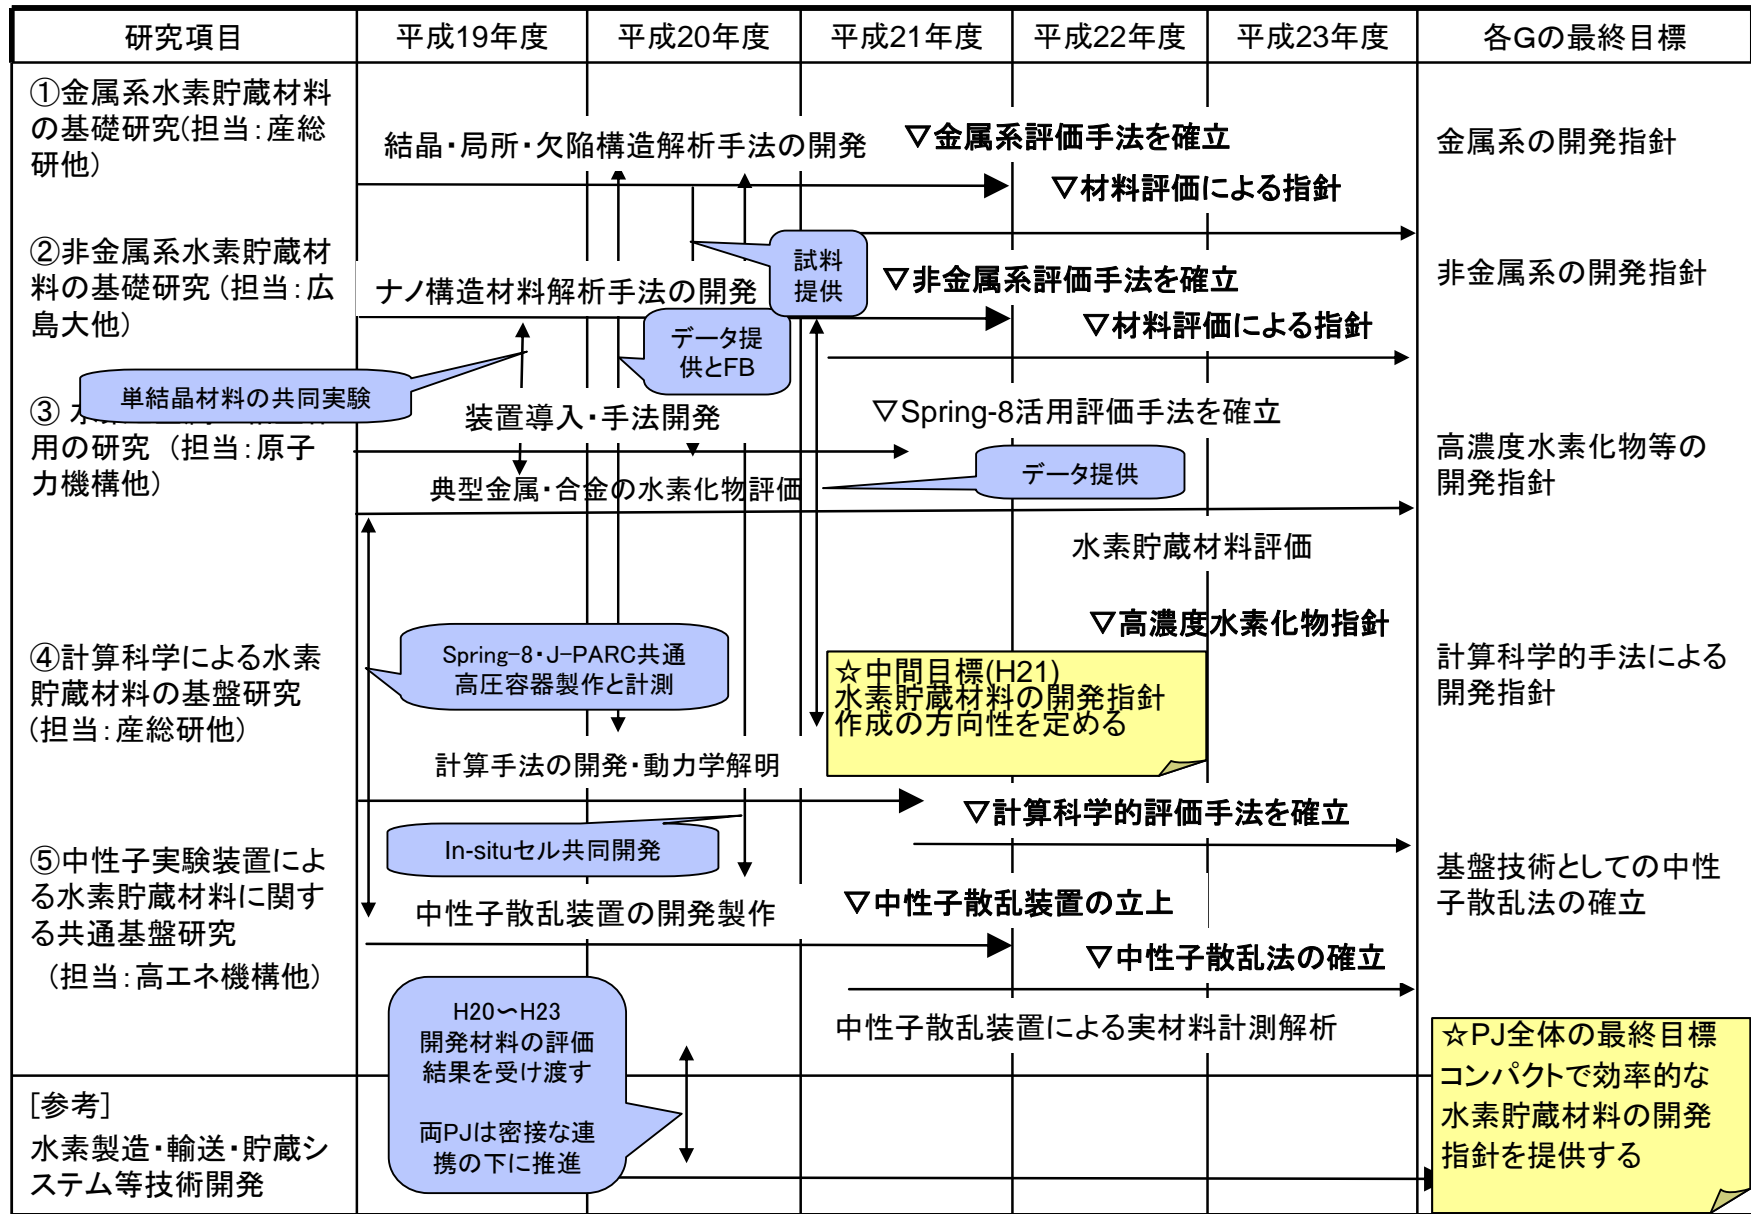 研究項目
平成19年度
平成20年度
平成21年度
平成22年度
平成23年度
各Gの最終目標
①金属系水素貯蔵材料
の基礎研究(担当：産総
研他）
結晶・局所・欠陥構造解析手法の開発
▽金属系評価手法を確立
▽材料評価による指針
金属系の開発指針
②非金属系水素貯蔵材
料の基礎研究（担当：広
島大他）
ナノ構造材料解析手法の開発
試料
提供
▽非金属系評価手法を確立
▽材料評価による指針
非金属系の開発指針
データ提
供とFB
単結晶材料の共同実験
③
用の研究 （担当：原子
力機構他）
装置導入・手法開発
▽Spring-8活用評価手法を確立
データ提供
典型金属・合金の水素化物評価
水素貯蔵材料評価
▽高濃度水素化物指針
高濃度水素化物等の
開発指針
④計算科学による水素
貯蔵材料の基盤研究
(担当：産総研他）
Spring-8・J-PARC共通
高圧容器製作と計測
☆中間目標(H21)
水素貯蔵材料の開発指針
作成の方向性を定める
計算手法の開発・動力学解明
▽計算科学的評価手法を確立
計算科学的手法による
開発指針
In-situセル共同開発
⑤中性子実験装置によ
る水素貯蔵材料に関す
る共通基盤研究
（担当：高エネ機構他）
中性子散乱装置の開発製作
▽中性子散乱装置の立上
▽中性子散乱法の確立
中性子散乱装置による実材料計測解析
基盤技術としての中性
子散乱法の確立
H20～H23
開発材料の評価
結果を受け渡す
両PJは密接な連
携の下に推進
[参考]
水素製造・輸送・貯蔵シ
ステム等技術開発
☆PJ全体の最終目標
コンパクトで効率的な
水素貯蔵材料の開発
指針を提供する